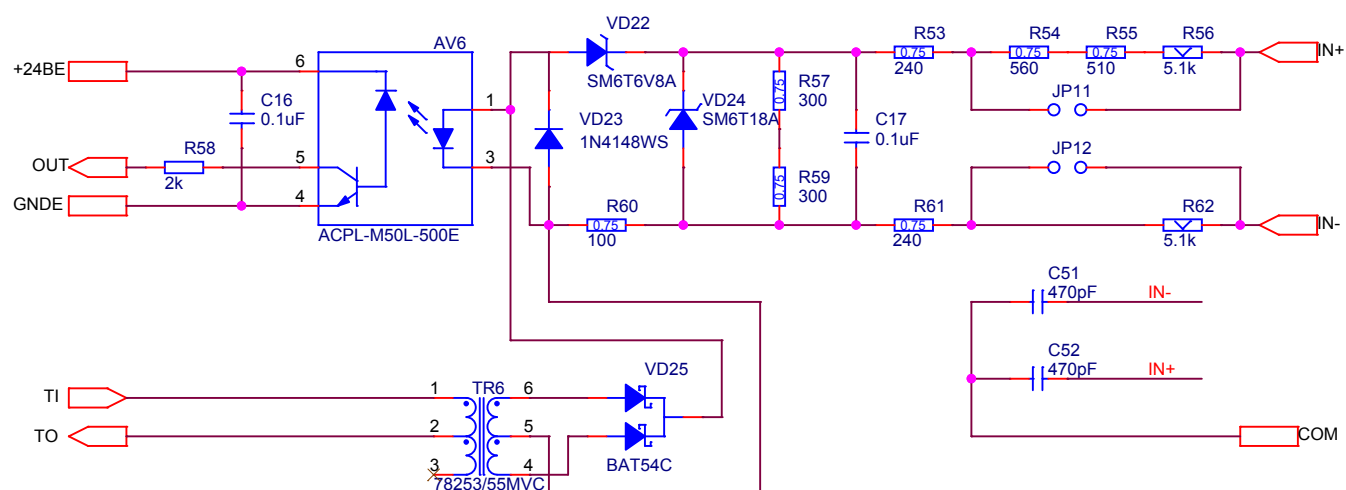 VD22
SM6T6V8A
AV6
+24BE
6
C16
0.1uF
1
VD23
1N4148WS
VD24
SM6T18A
0.75
R57
300
C17
0.1uF
R53
0.75
240
R54
0.75
560
R55
0.75
510
R56
5.1k
IN+
JP11
OUT
R58
2k
5
3
0.75
R59
300
JP12
GNDE
4
ACPL-M50L-500E
R60
0.75
100
R61
0.75
240
R62
5.1k
IN-
C51
470pF
IN-
C52
470pF
IN+
COM
VD25
BAT54C
TI
1
TR6
6
TO
2
5
3
4
78253/55MVC